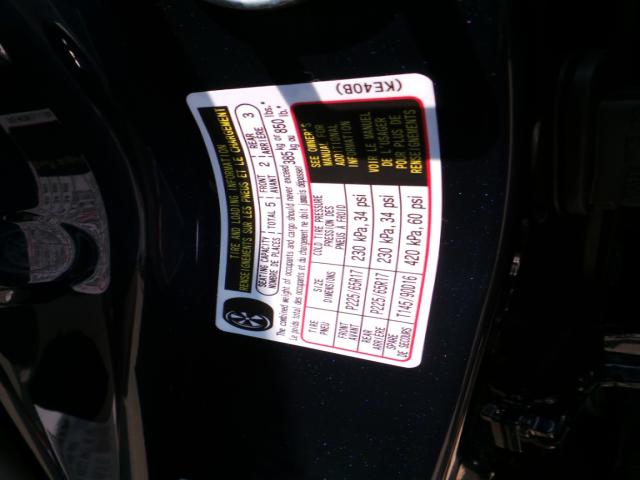 TIRE AND LOADING INFORMATION
RENSEIGNEMENTS SUR LES PNEUS ET LE CHARGEMENT
SEATING CAPACITY TOTAL 5 FRONT 2 REAR 3
NOMBRE DE PLACES AVANT ARRIÈRE
The combined weight of occupants and cargo should never exceed 385 kg or 850 lbs.
Le poids total des occupants et du chargement ne doit jamais dépasser 385 kg ou 850 lb.
TIRE SIZE COLD TIRE PRESSURE
PNEU DIMENSIONS PRESSION DES PNEUS À FROID
FRONT AVANT P225/65R17 230 kPa, 34 psi
REAR ARRIÈRE P225/65R17 230 kPa, 34 psi
SPARE DE SECOURS T145/90D16 420 kPa, 60 psi
SEE OWNER'S
MANUAL FOR
ADDITIONAL
INFORMATION
VOIR LE MANUEL
DE L'USAGER
POUR PLUS DE
RENSEIGNEMENTS
(KE40B)